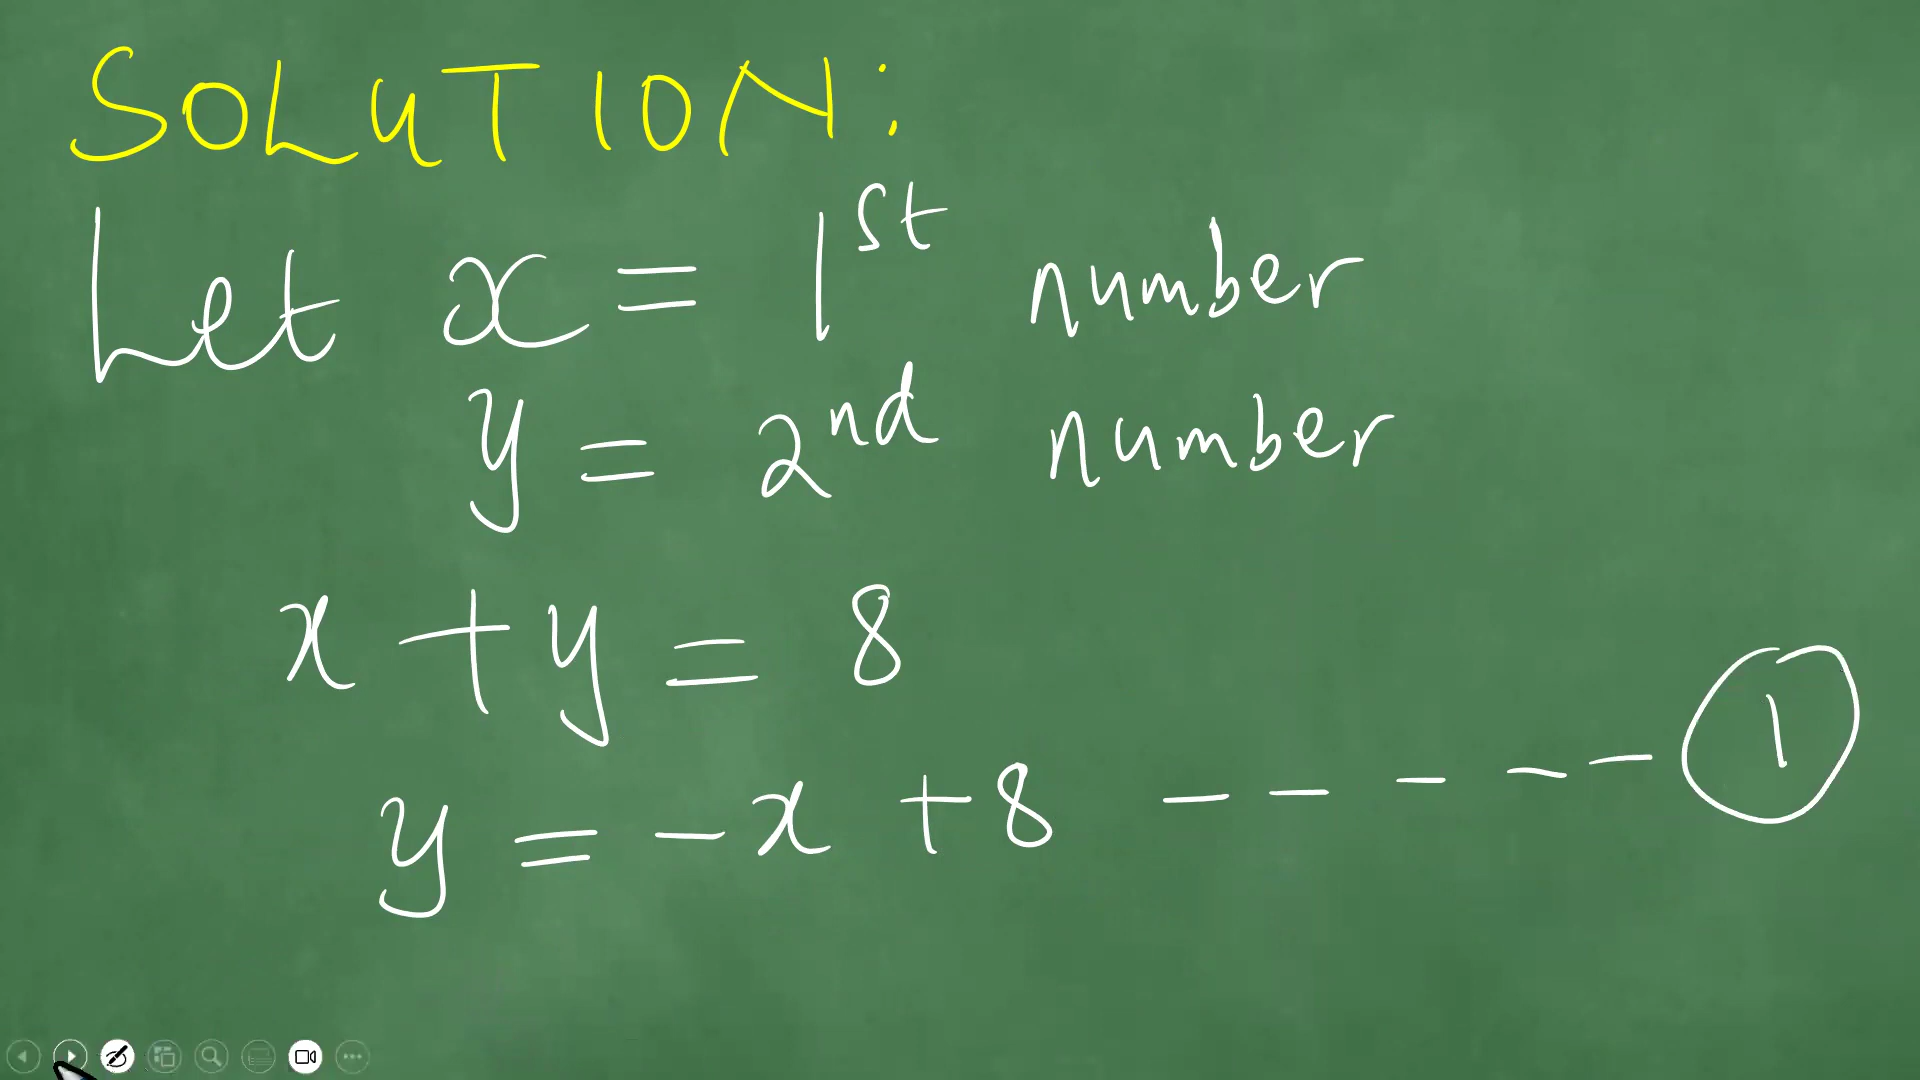 SOLUTION:
Let x = 1st number
y = 2nd number
x + y = 8
y = -x + 8 ----- 1